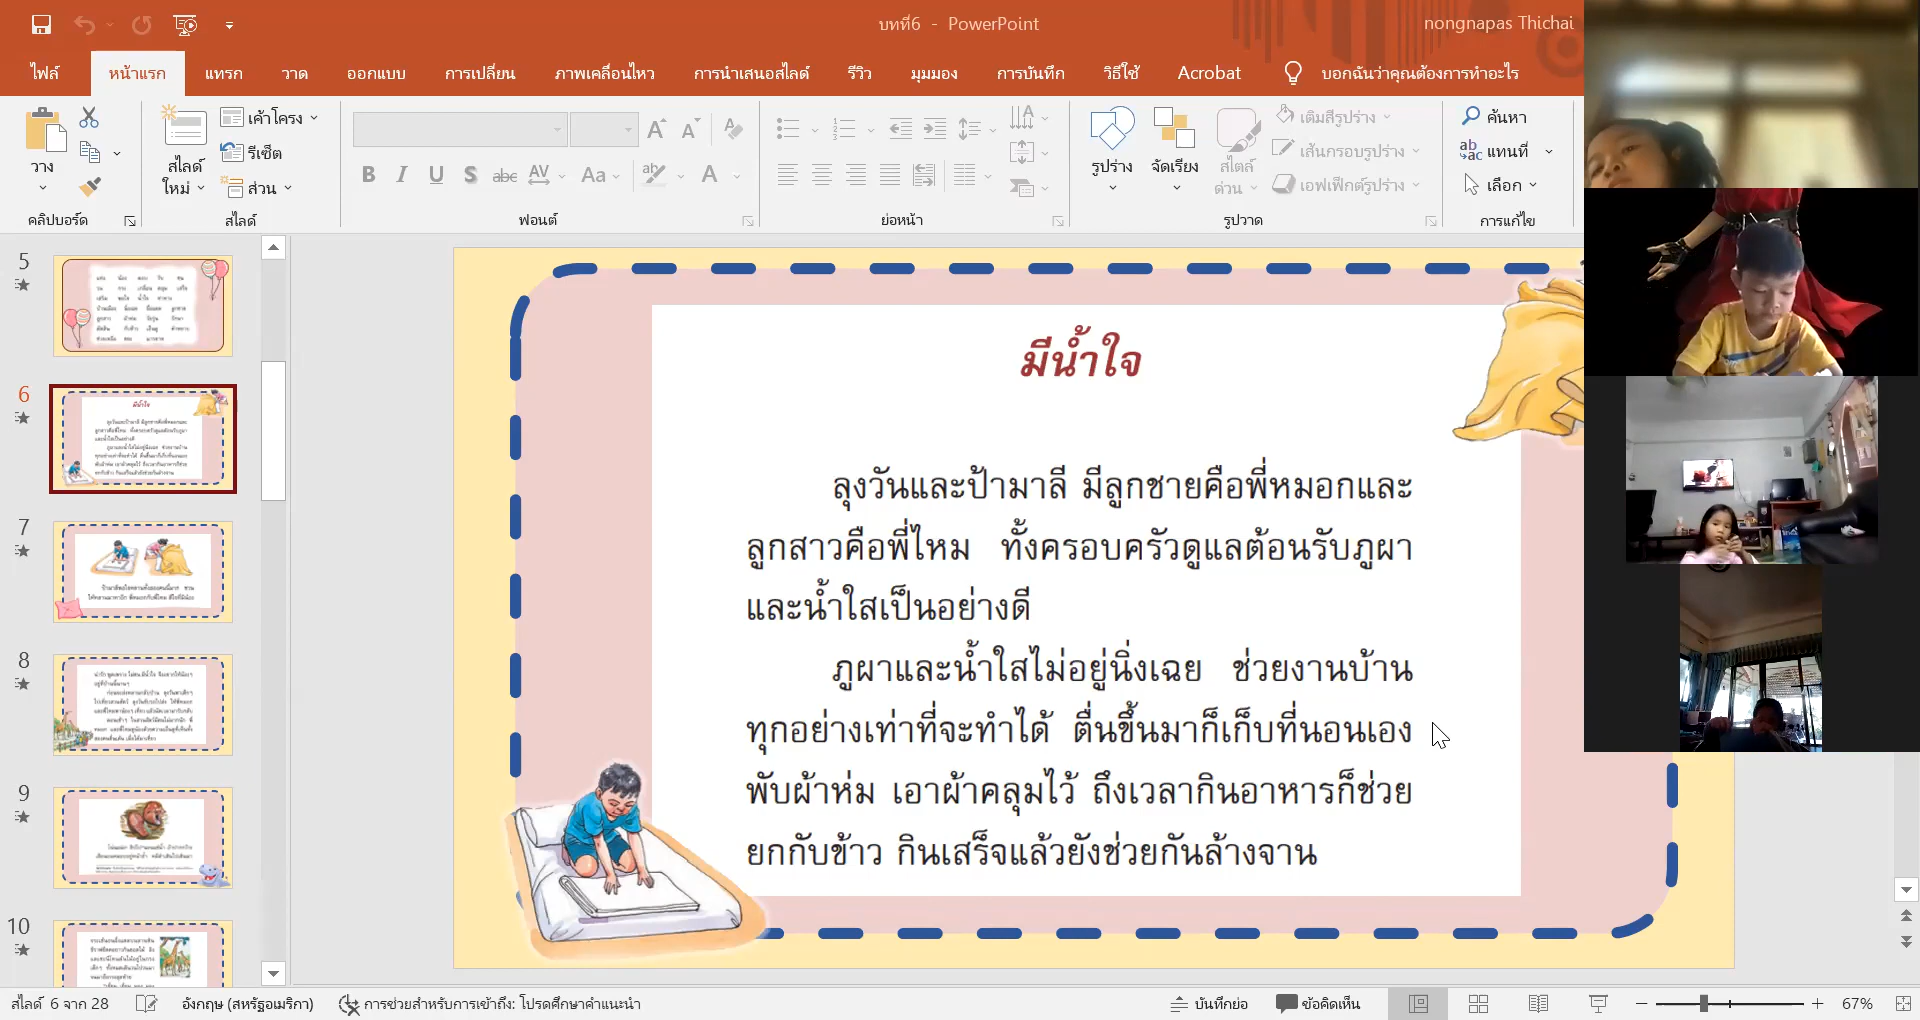 บทที่6 - PowerPoint
nongnapas Thichai
ไฟล์ หน้าแรก แทรก วาด ออกแบบ การเปลี่ยน ภาพเคลื่อนไหว การนำเสนอสไลด์ รีวิว มุมมอง การบันทึก วิธีใช้ Acrobat บอกฉันว่าคุณต้องการทำอะไร
วาง
สไลด์ใหม่
เค้าโครง
รีเซ็ต
ส่วน
รูปร่าง
จัดเรียง
สไตล์ด่วน
เติมสีรูปร่าง
เส้นกรอบรูปร่าง
เอฟเฟ็กต์รูปร่าง
ค้นหา
แทนที่
เลือก
คลิปบอร์ด สไลด์ ฟอนต์ ย่อหน้า รูปวาด การแก้ไข
5
6
7
8
9
10
มีน้ำใจ
ลุงวันและป้ามาลี มีลูกชายคือพี่หมอกและ
ลูกสาวคือพี่ไหม ทั้งครอบครัวดูแลต้อนรับภูผา
และน้ำใสเป็นอย่างดี
ภูผาและน้ำใสไม่อยู่นิ่งเฉย ช่วยงานบ้าน
ทุกอย่างเท่าที่จะทำได้ ตื่นขึ้นมาก็เก็บที่นอนเอง
พับผ้าห่ม เอาผ้าคลุมไว้ ถึงเวลากินอาหารก็ช่วย
ยกกับข้าว กินเสร็จแล้วยังช่วยกันล้างจาน
สไลด์ 6 จาก 28 อังกฤษ (สหรัฐอเมริกา) การช่วยสำหรับการเข้าถึง: โปรดศึกษาคำแนะนำ บันทึกย่อ ข้อคิดเห็น 67%